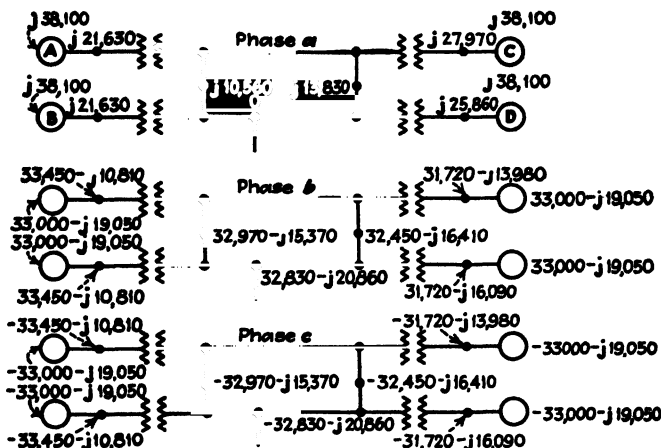 j 38,100
j 21,630
A
Phase a
j 27,970
j 38,100
C
j 38,100
j 21,630
B
j 10,560
j 13,830
j 25,860
j 38,100
D
33,450-j 10,810
Phase b
31,720-j 13,980
33,000-j 19,050
33,000-j 19,050
33,000-j 19,050
32,970-j 15,370
32,450-j 16,410
33,450-j 10,810
32,830-j 20,860
31,720-j 16,090
33,000-j 19,050
-33,450-j 10,810
Phase c
-31,720-j 13,980
-33000-j 19,050
-33,000-j 19,050
-33,000-j 19,050
-32,970-j 15,370
-32,450-j 16,410
-33,450-j 10,810
-32,830-j 20,860
-31,720-j 16,090
-33,000-j 19,050